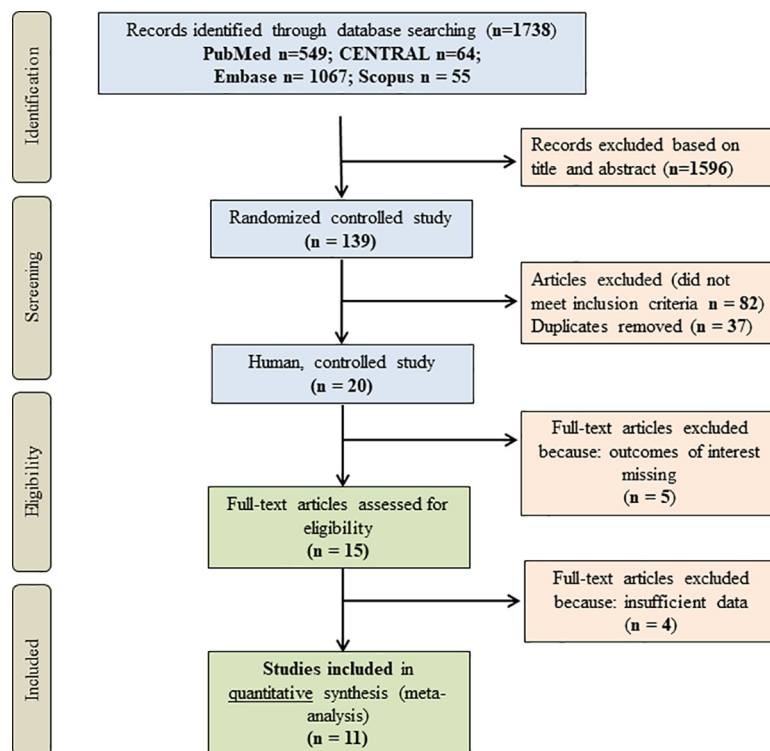 Identification
Records identified through database searching (n=1738)
PubMed n=549; CENTRAL n=64;
Embase n= 1067; Scopus n = 55
Records excluded based on
title and abstract (n=1596)
Screening
Randomized controlled study
(n = 139)
Articles excluded (did not
meet inclusion criteria n = 82)
Duplicates removed (n = 37)
Human, controlled study
(n = 20)
Eligibility
Full-text articles excluded
because: outcomes of interest
missing
(n = 5)
Full-text articles assessed for
eligibility
(n = 15)
Included
Full-text articles excluded
because: insufficient data
(n = 4)
Studies included in
quantitative synthesis (meta-
analysis)
(n = 11)